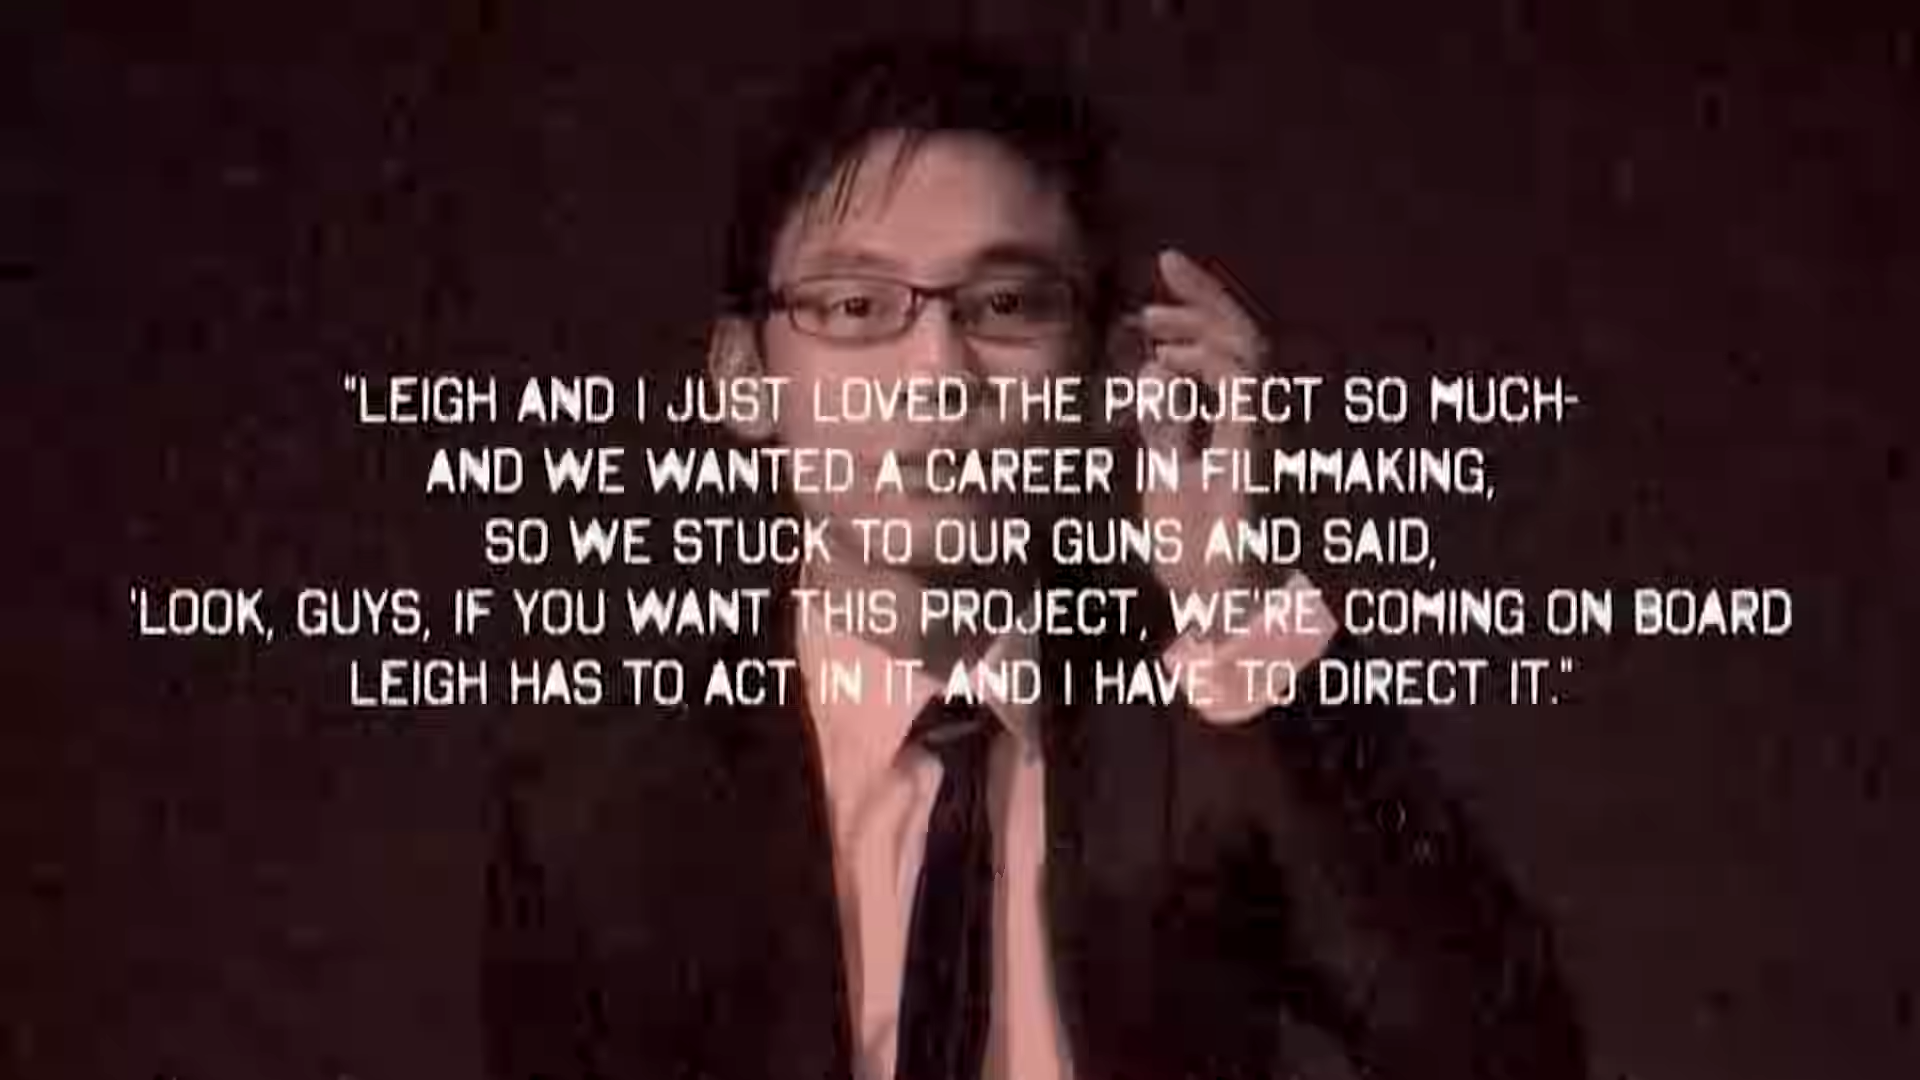 "LEIGH AND I JUST LOVED THE PROJECT SO MUCH-
AND WE WANTED A CAREER IN FILMMAKING,
SO WE STUCK TO OUR GUNS AND SAID,
'LOOK, GUYS, IF YOU WANT THIS PROJECT, WE'RE COMING ON BOARD
LEIGH HAS TO ACT IN IT AND I HAVE TO DIRECT IT."